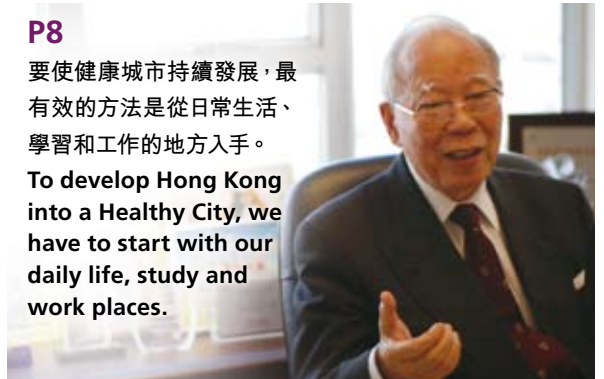 P8
要使健康城市持續發展，最
有效的方法是從日常生活、
學習和工作的地方入手。
To develop Hong Kong
into a Healthy City, we
have to start with our
daily life, study and
work places.